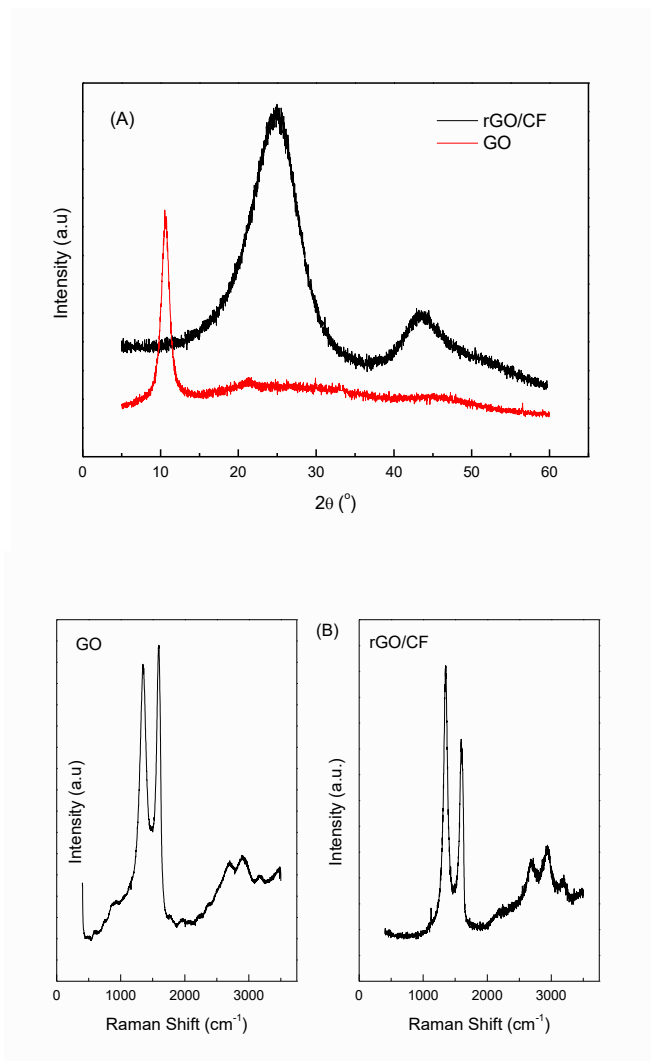 (A)
rGO/CF
GO
Intensity (a.u)
0 10 20 30 40 50 60
2θ (°)
GO
(B)
rGO/CF
Intensity (a.u)
Intensity (a.u.)
0 1000 2000 3000
0 1000 2000 3000
Raman Shift (cm⁻¹)
Raman Shift (cm⁻¹)